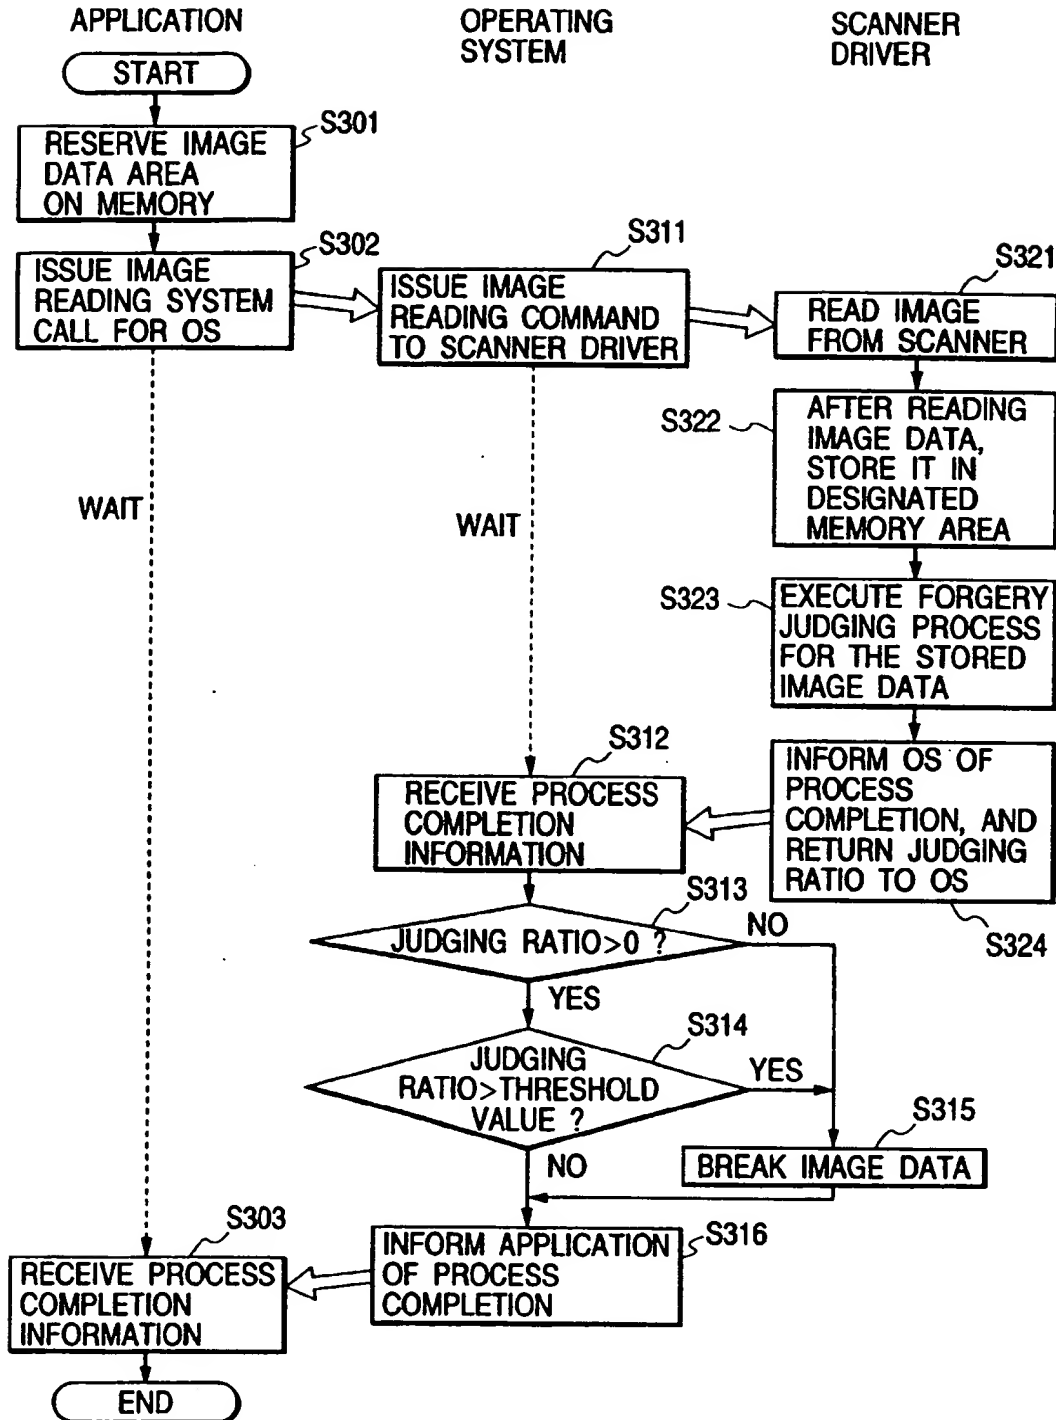 APPLICATION
OPERATING
SYSTEM
SCANNER
DRIVER
START
S301
RESERVE IMAGE
DATA AREA
ON MEMORY
S302
ISSUE IMAGE
READING SYSTEM
CALL FOR OS
S311
ISSUE IMAGE
READING COMMAND
TO SCANNER DRIVER
S321
READ IMAGE
FROM SCANNER
S322
AFTER READING
IMAGE DATA,
STORE IT IN
DESIGNATED
MEMORY AREA
WAIT
WAIT
S323
EXECUTE FORGERY
JUDGING PROCESS
FOR THE STORED
IMAGE DATA
S312
RECEIVE PROCESS
COMPLETION
INFORMATION
INFORM OS OF
PROCESS
COMPLETION, AND
RETURN JUDGING
RATIO TO OS
S324
S313
JUDGING RATIO>0 ?
NO
YES
S314
JUDGING
RATIO>THRESHOLD
VALUE ?
YES
NO
S315
BREAK IMAGE DATA
S316
INFORM APPLICATION
OF PROCESS
COMPLETION
S303
RECEIVE PROCESS
COMPLETION
INFORMATION
END